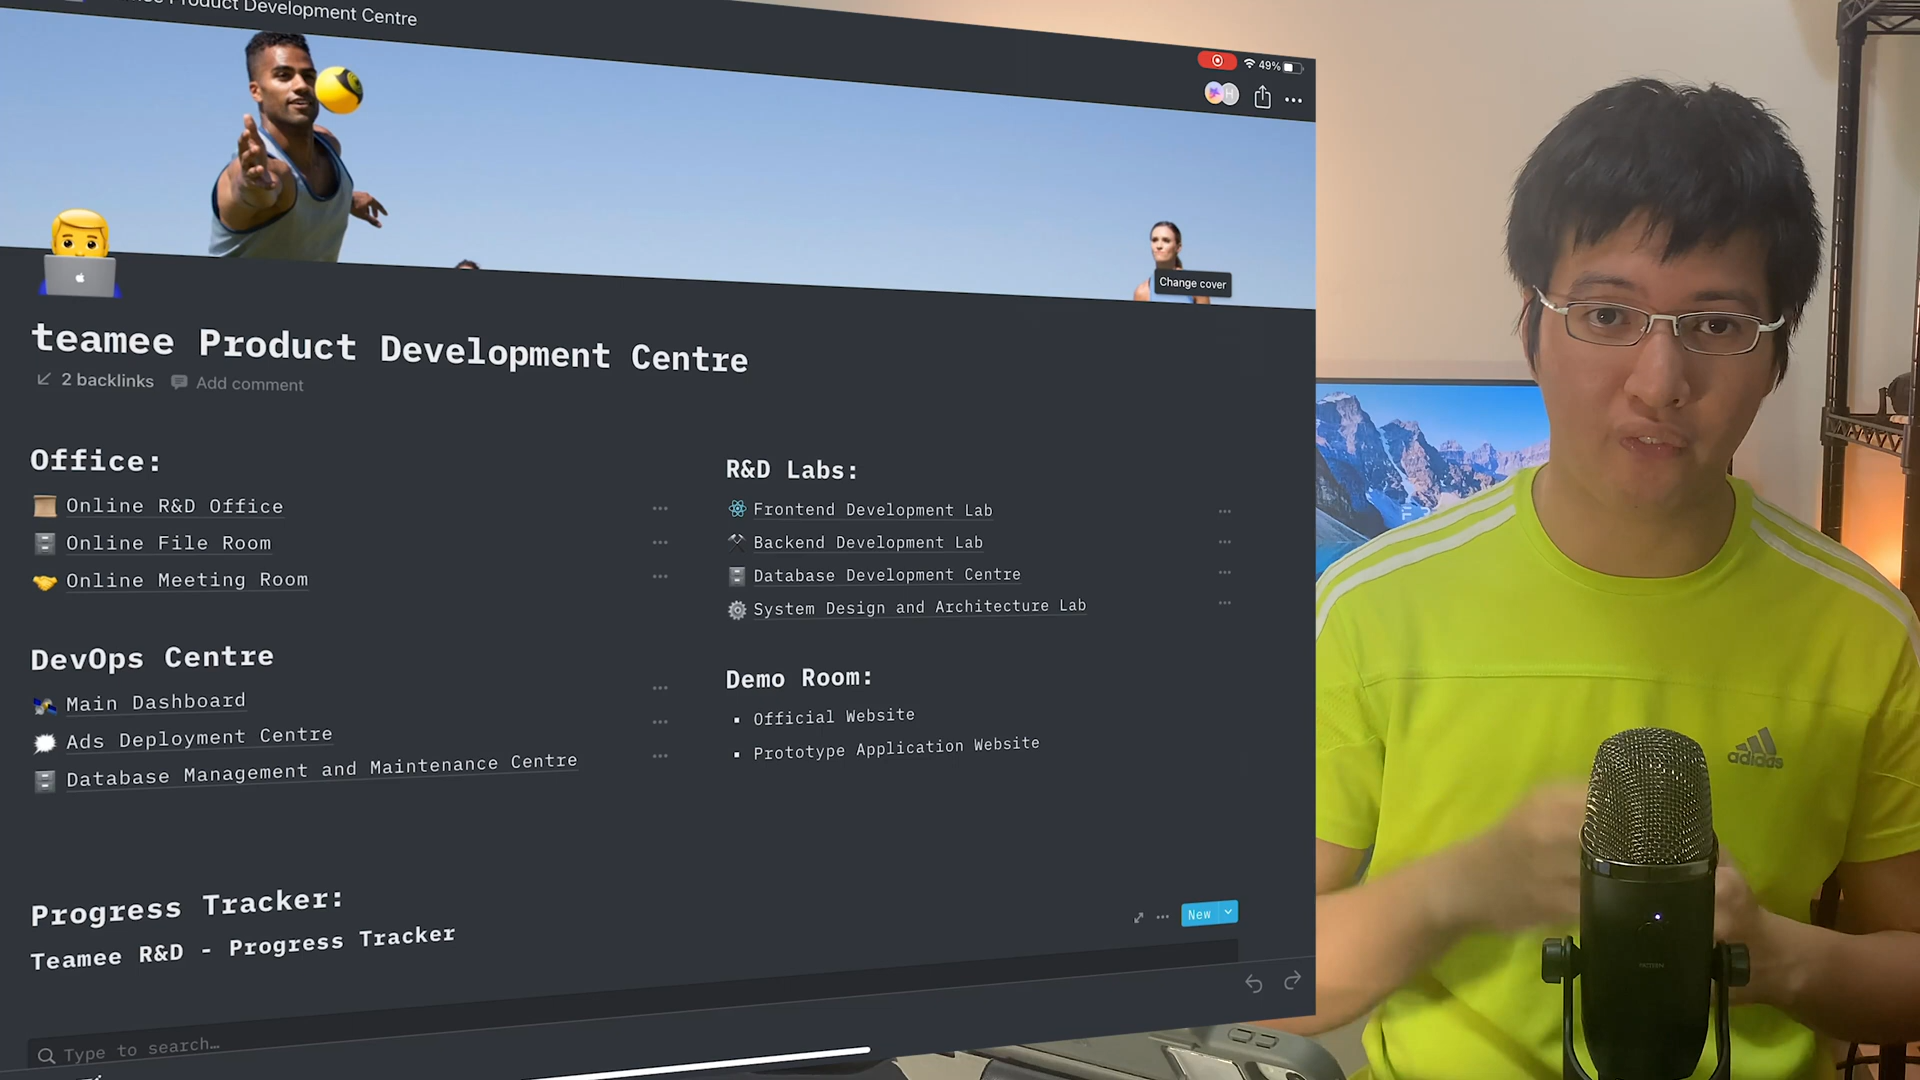 Product Development Centre
49%
Change cover
teamee Product Development Centre
2 backlinks Add comment
Office:
Online R&D Office
Online File Room
Online Meeting Room
DevOps Centre
Main Dashboard
Ads Deployment Centre
Database Management and Maintenance Centre
R&D Labs:
Frontend Development Lab
Backend Development Lab
Database Development Centre
System Design and Architecture Lab
Demo Room:
▪ Official Website
▪ Prototype Application Website
Progress Tracker:
Teamee R&D - Progress Tracker
New
Type to search…
adidas